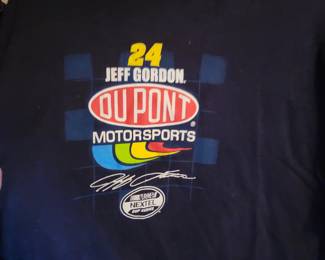 24
JEFF GORDON
DU PONT
MOTORSPORTS
NEXTEL